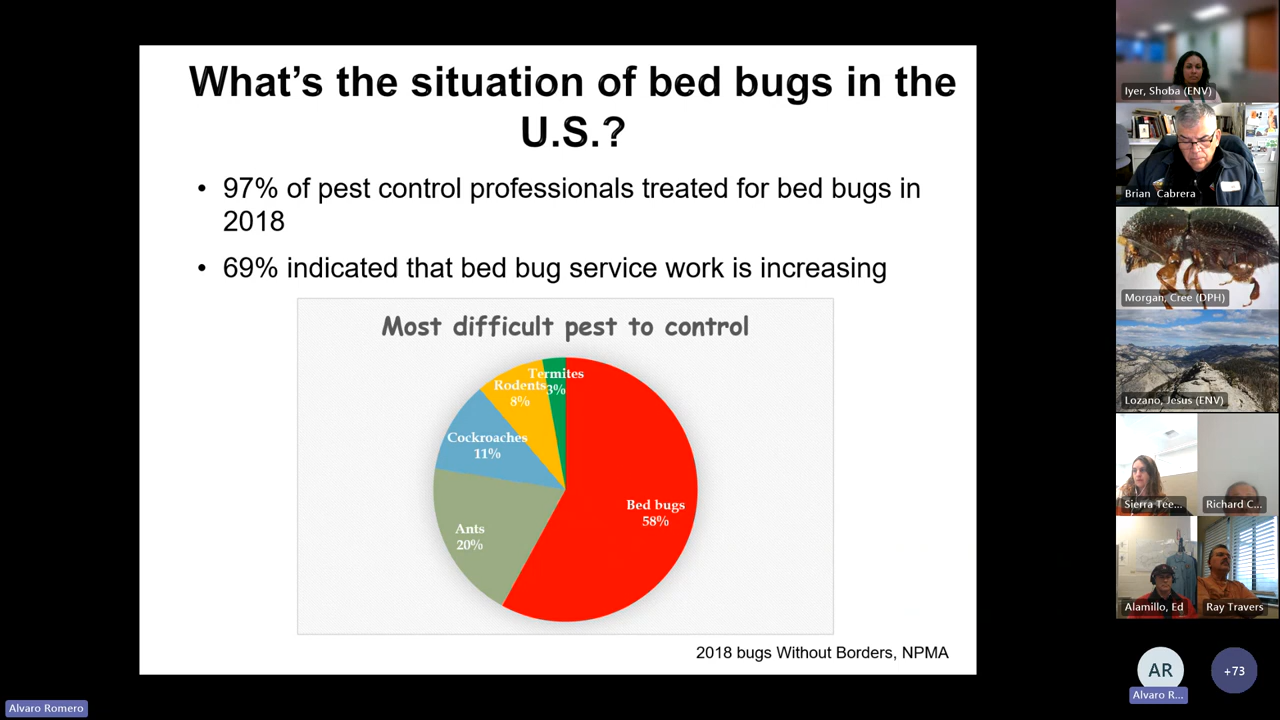 What's the situation of bed bugs in the
U.S.?
• 97% of pest control professionals treated for bed bugs in
2018
• 69% indicated that bed bug service work is increasing
Most difficult pest to control
Termites
3%
Rodents
8%
Cockroaches
11%
Ants
20%
Bed bugs
58%
2018 bugs Without Borders, NPMA
Iyer, Shoba (ENV)
Brian Cabrera
Morgan, Cree (DPH)
Lozano, Jesus (ENV)
Sierra Tee...
Richard C...
Alamillo, Ed
Ray Travers
AR
+73
Alvaro R...
Alvaro Romero